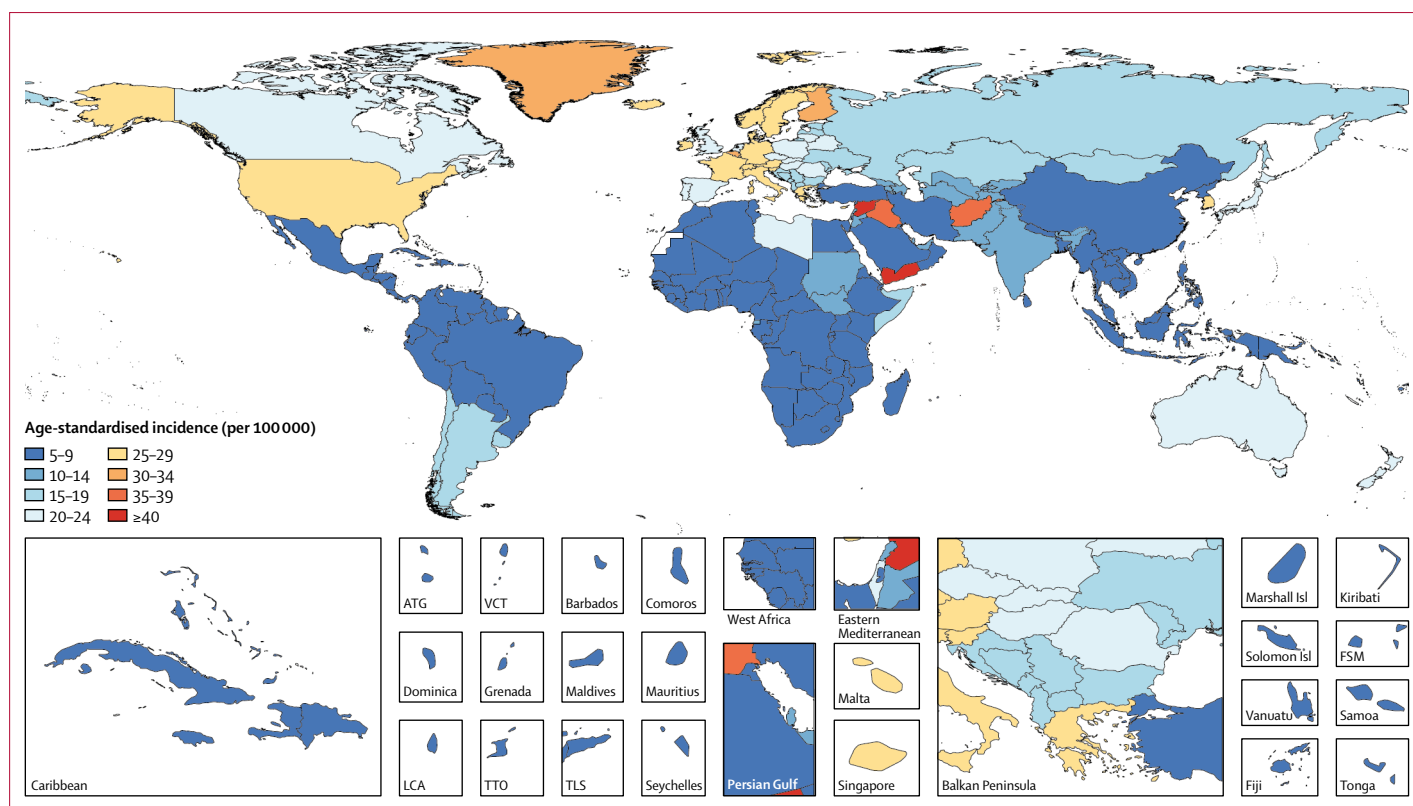 Age-standardised incidence (per 100 000)
5–9
10–14
15–19
20–24
25–29
30–34
35–39
≥40
Caribbean
ATG
VCT
Barbados
Comoros
Dominica
Grenada
Maldives
Mauritius
LCA
TTO
TLS
Seychelles
West Africa
Eastern
Mediterranean
Persian Gulf
Malta
Singapore
Balkan Peninsula
Marshall Isl
Kiribati
Solomon Isl
FSM
Vanuatu
Samoa
Fiji
Tonga